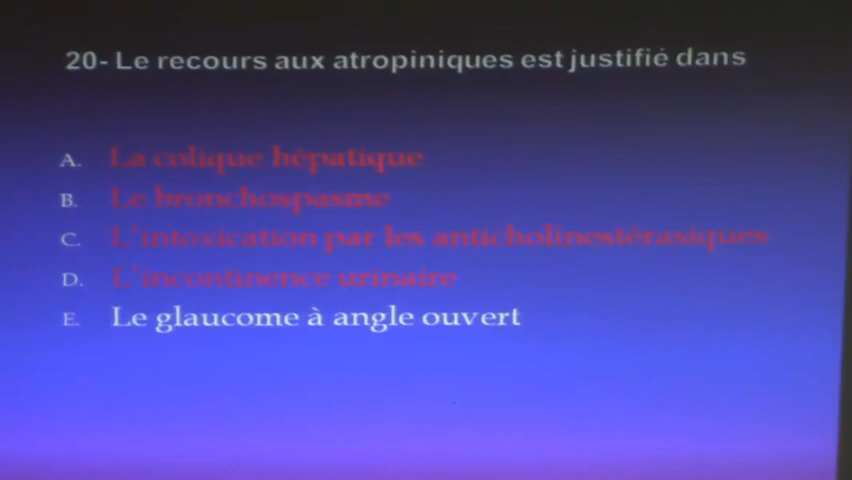 20- Le recours aux atropiniques est justifié dans
A. La colique hépatique
B. Le bronchospasme
C. L'intoxication par les anticholinestérasiques
D. L'incontinence urinaire
E. Le glaucome à angle ouvert